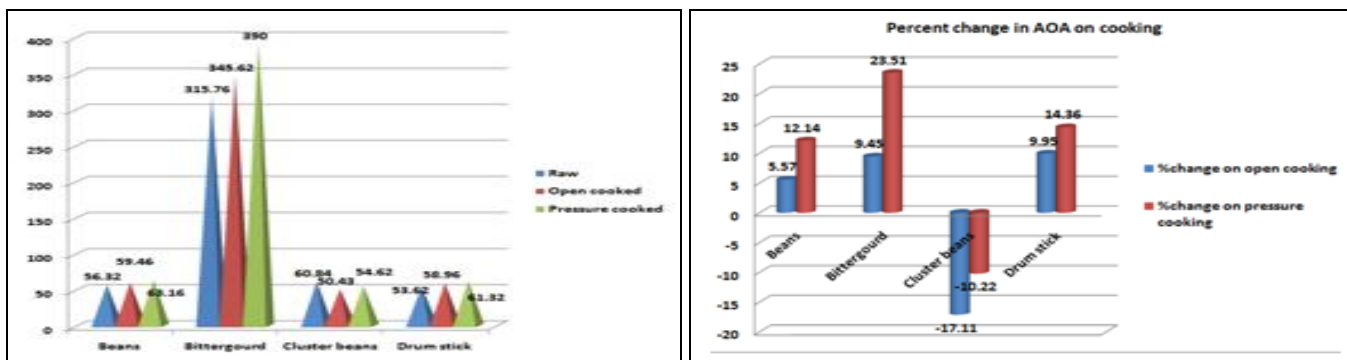 400
350
300
250
200
150
100
50
0
56.32
59.46
63.16
315.76
345.62
390
60.84
50.43
54.62
53.62
58.96
61.32
Beans
Bittergourd
Cluster beans
Drum stick
Raw
Open cooked
Pressure cooked
Percent change in AOA on cooking
25
20
15
10
5
0
-5
-10
-15
-20
5.57
12.14
9.45
23.51
-17.11
-10.22
9.95
14.36
Beans
Bittergourd
Cluster beans
Drum stick
%change on open cooking
%change on pressure
cooking